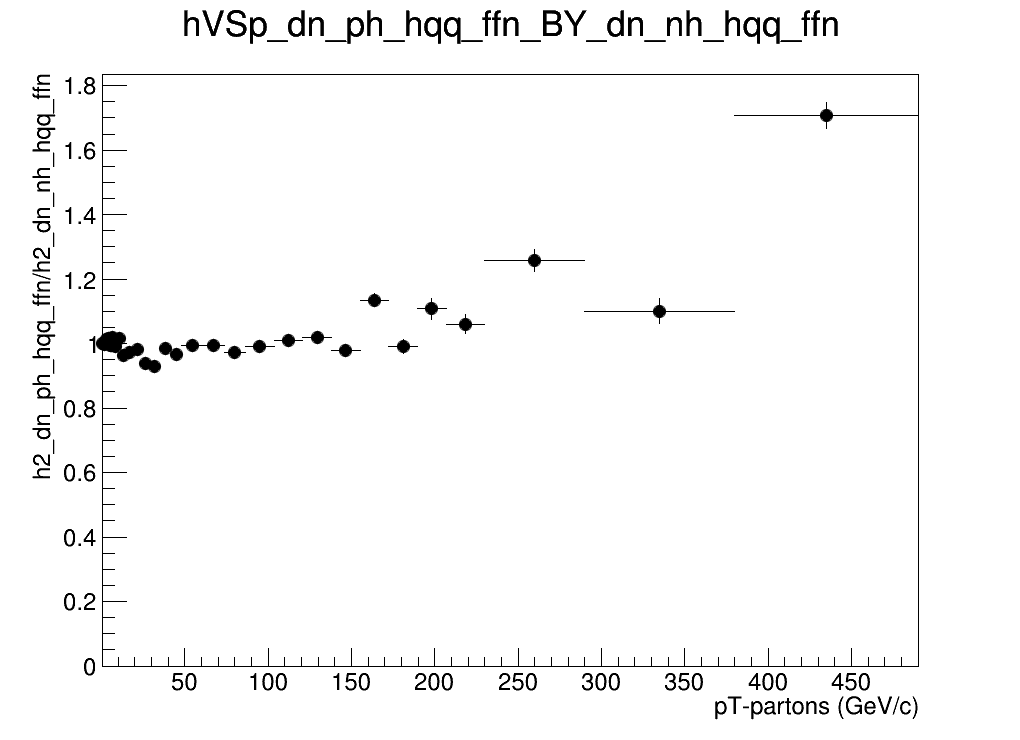 hVSp_dn_ph_hqq_ffn_BY_dn_nh_hqq_ffn
h2_dn_ph_hqq_ffn/h2_dn_nh_hqq_ffn
1.8
1.6
1.4
1.2
1
0.8
0.6
0.4
0.2
0
50 100 150 200 250 300 350 400 450
pT-partons (GeV/c)